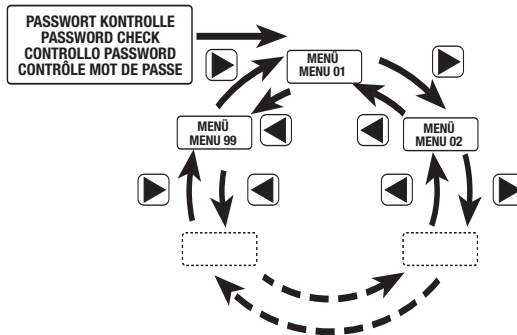 PASSWORT KONTROLLE
PASSWORD CHECK
CONTROLLO PASSWORD
CONTRÔLE MOT DE PASSE
MENÜ
MENU 01
MENÜ
MENU 99
MENÜ
MENU 02